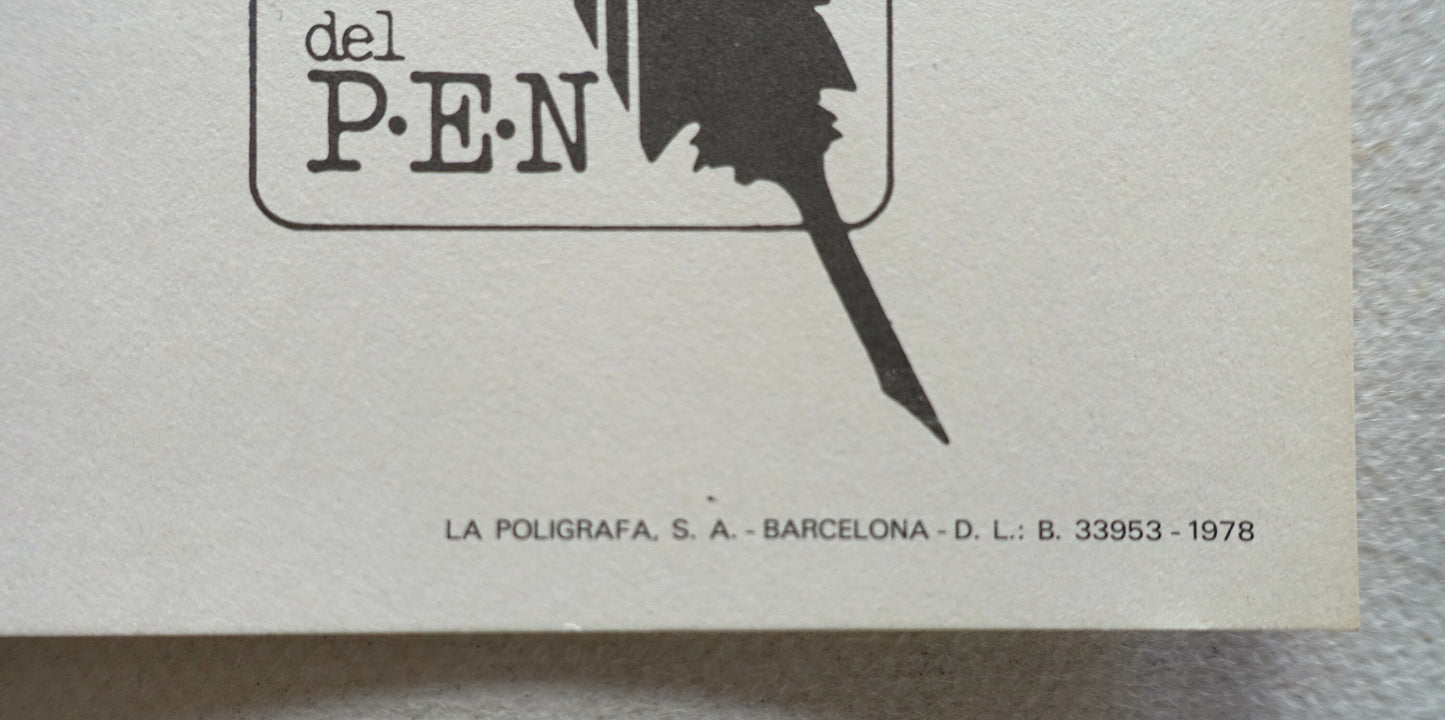 del
P·E·N
LA POLIGRAFA, S. A. - BARCELONA - D. L.: B. 33953 - 1978